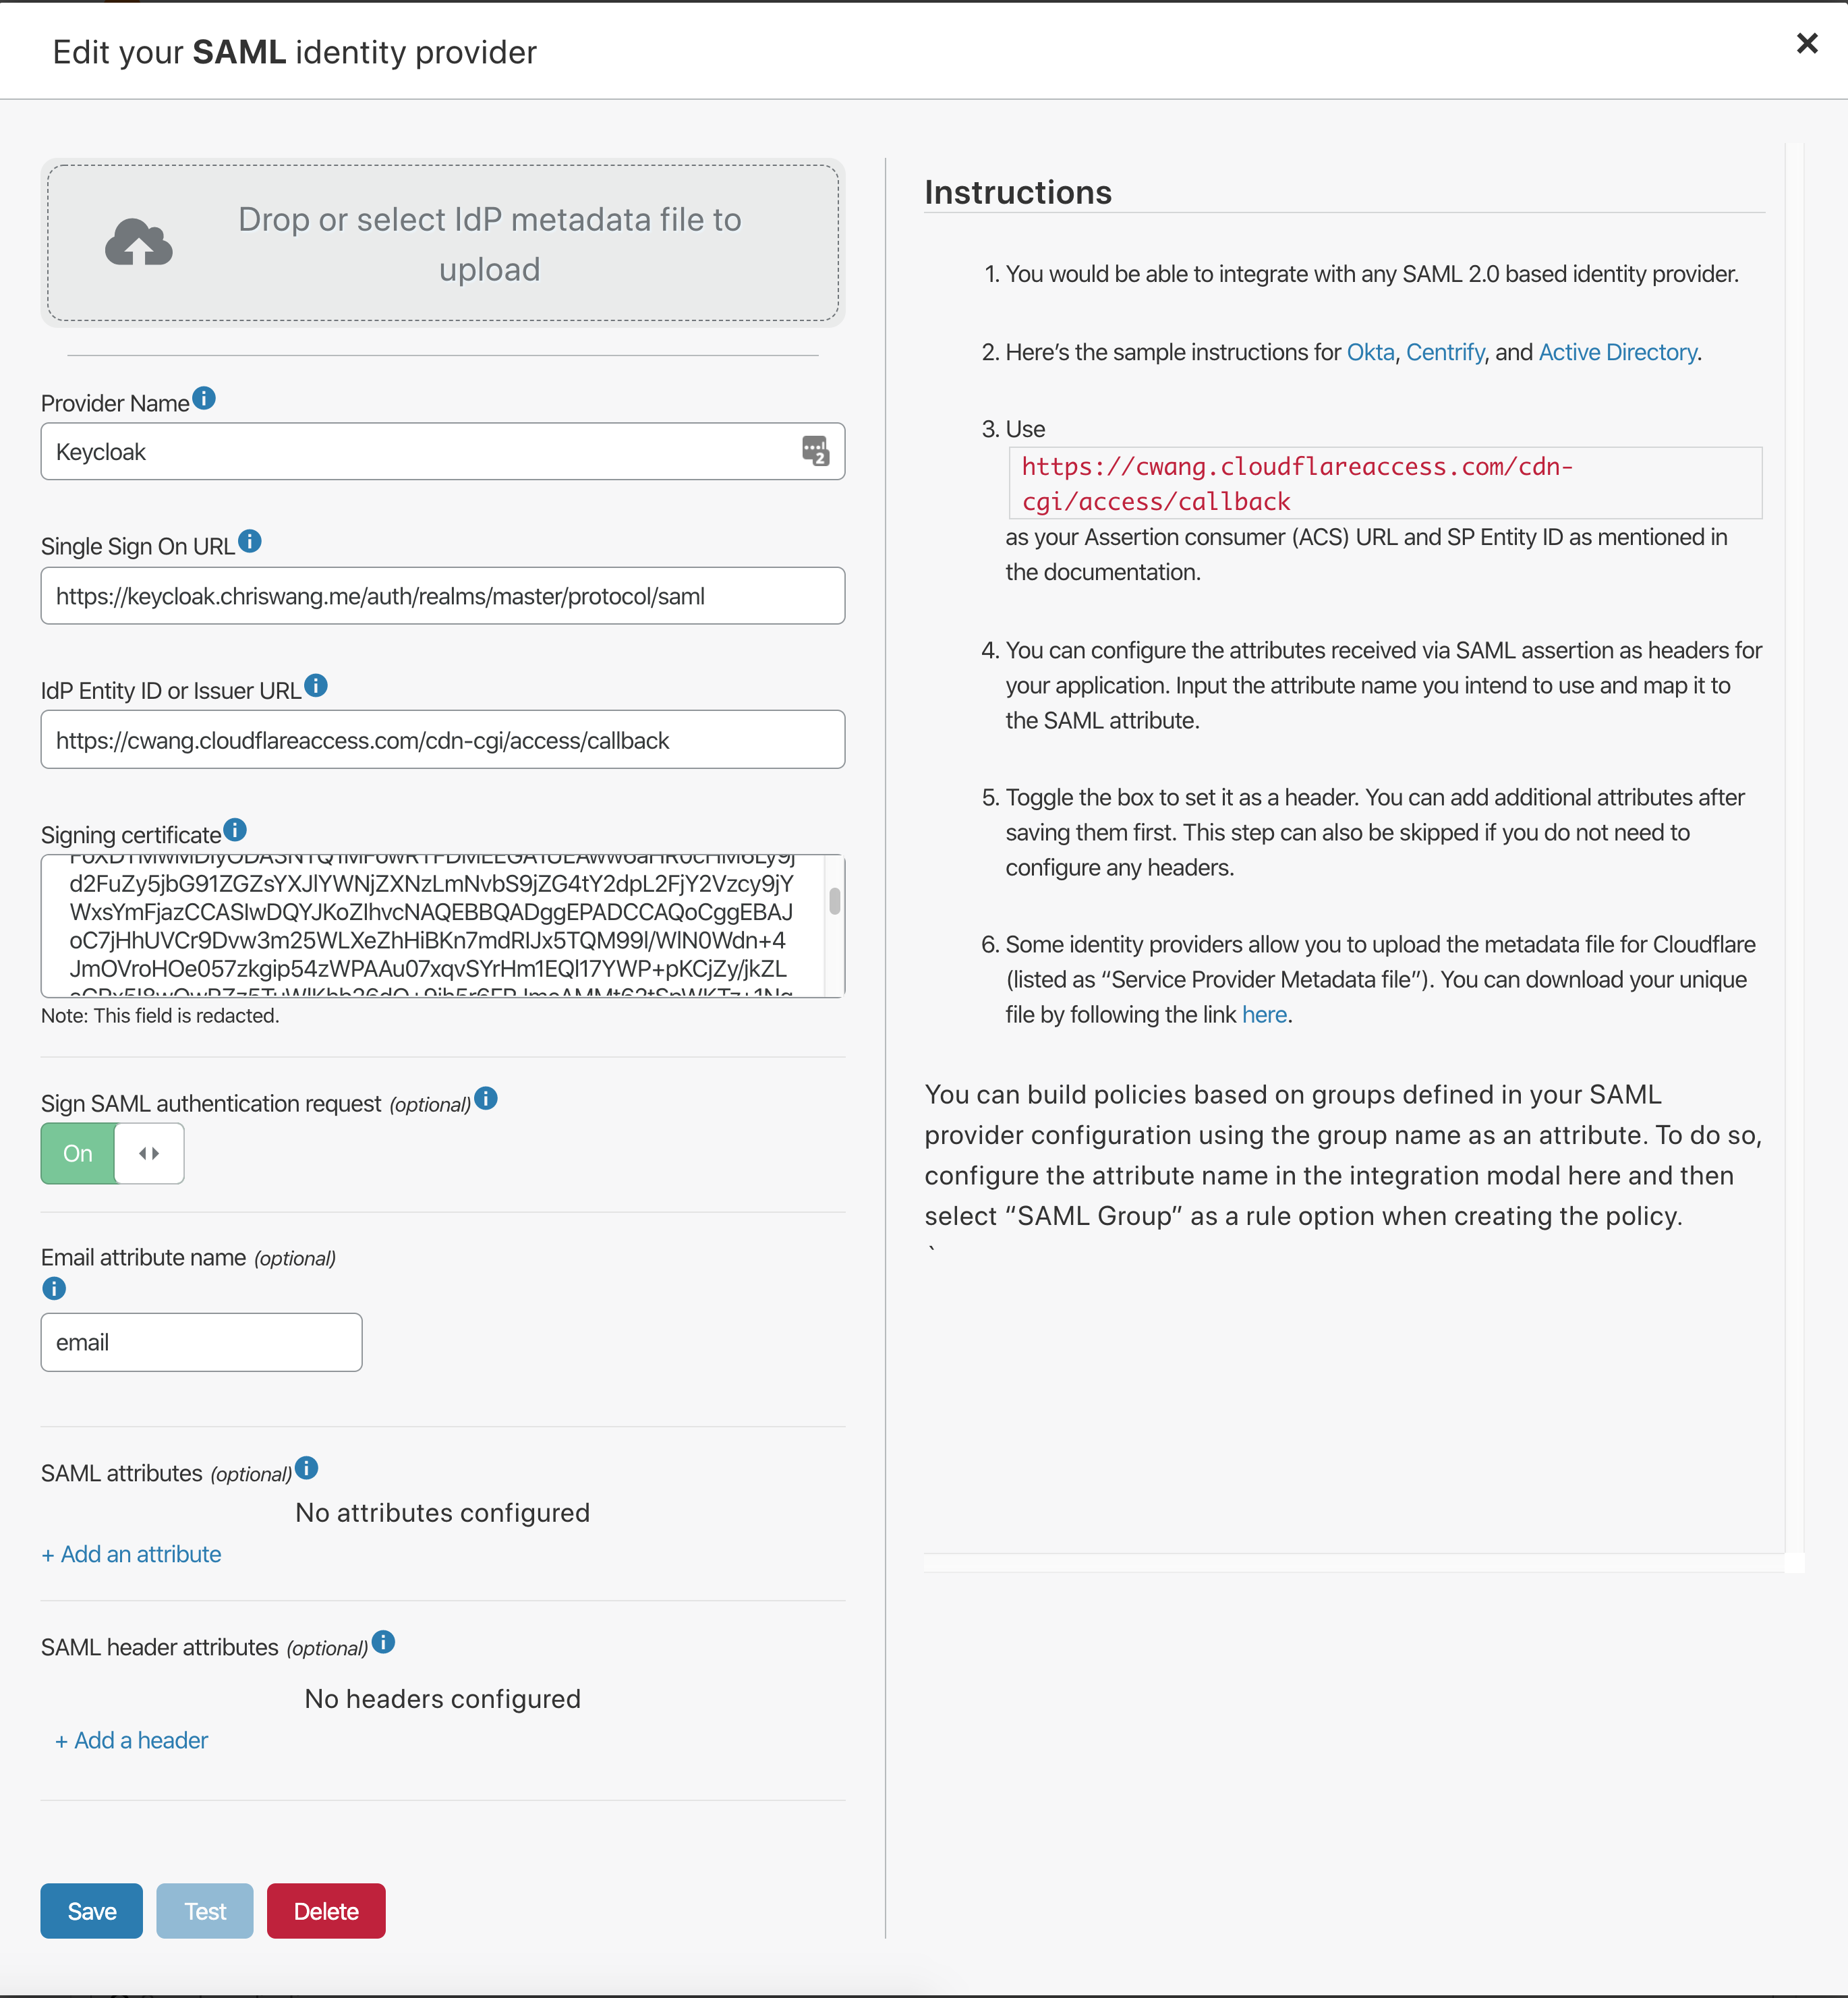 Edit your SAML identity provider
Drop or select IdP metadata file to
upload
Provider Name
Keycloak
2
Single Sign On URL
https://keycloak.chriswang.me/auth/realms/master/protocol/saml
IdP Entity ID or Issuer URL
https://cwang.cloudflareaccess.com/cdn-cgi/access/callback
Signing certificate
d2FuZy5jbG91ZGZsYXJlYWNjZXNzLmNvbS9jZG4tY2dpL2FjY2Vzcy9jY
WxsYmFjazCCASIwDQYJKoZIhvcNAQEBBQADggEPADCCAQoCggEBAJ
oC7jHhUVCr9Dvw3m25WLXeZhHiBKn7mdRIJx5TQM99l/WlN0Wdn+4
JmOVroHOe057zkgip54zWPAAu07xqvSYrHm1EQl17YWP+pKCjZy/jkZL
Note: This field is redacted.
Sign SAML authentication request (optional)
On
Email attribute name (optional)
email
SAML attributes (optional)
No attributes configured
+ Add an attribute
SAML header attributes (optional)
No headers configured
+ Add a header
Save Test Delete
Instructions
1. You would be able to integrate with any SAML 2.0 based identity provider.
2. Here’s the sample instructions for Okta, Centrify, and Active Directory.
3. Use
https://cwang.cloudflareaccess.com/cdn-
cgi/access/callback
as your Assertion consumer (ACS) URL and SP Entity ID as mentioned in
the documentation.
4. You can configure the attributes received via SAML assertion as headers for
your application. Input the attribute name you intend to use and map it to
the SAML attribute.
5. Toggle the box to set it as a header. You can add additional attributes after
saving them first. This step can also be skipped if you do not need to
configure any headers.
6. Some identity providers allow you to upload the metadata file for Cloudflare
(listed as “Service Provider Metadata file”). You can download your unique
file by following the link here.
You can build policies based on groups defined in your SAML
provider configuration using the group name as an attribute. To do so,
configure the attribute name in the integration modal here and then
select “SAML Group” as a rule option when creating the policy.
`